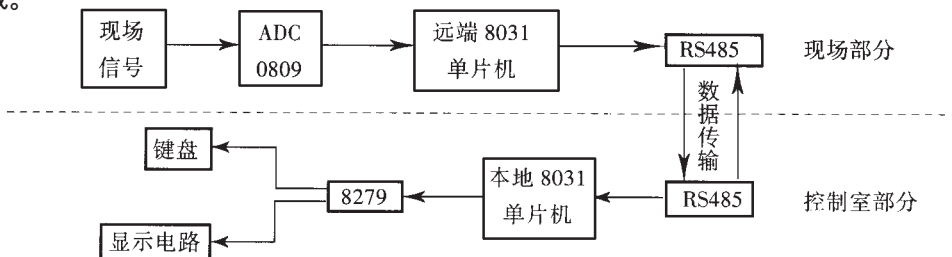 现场
信号
ADC
0809
远端 8031
单片机
RS485
现场部分
数据传输
键盘
8279
本地 8031
单片机
RS485
控制室部分
显示电路